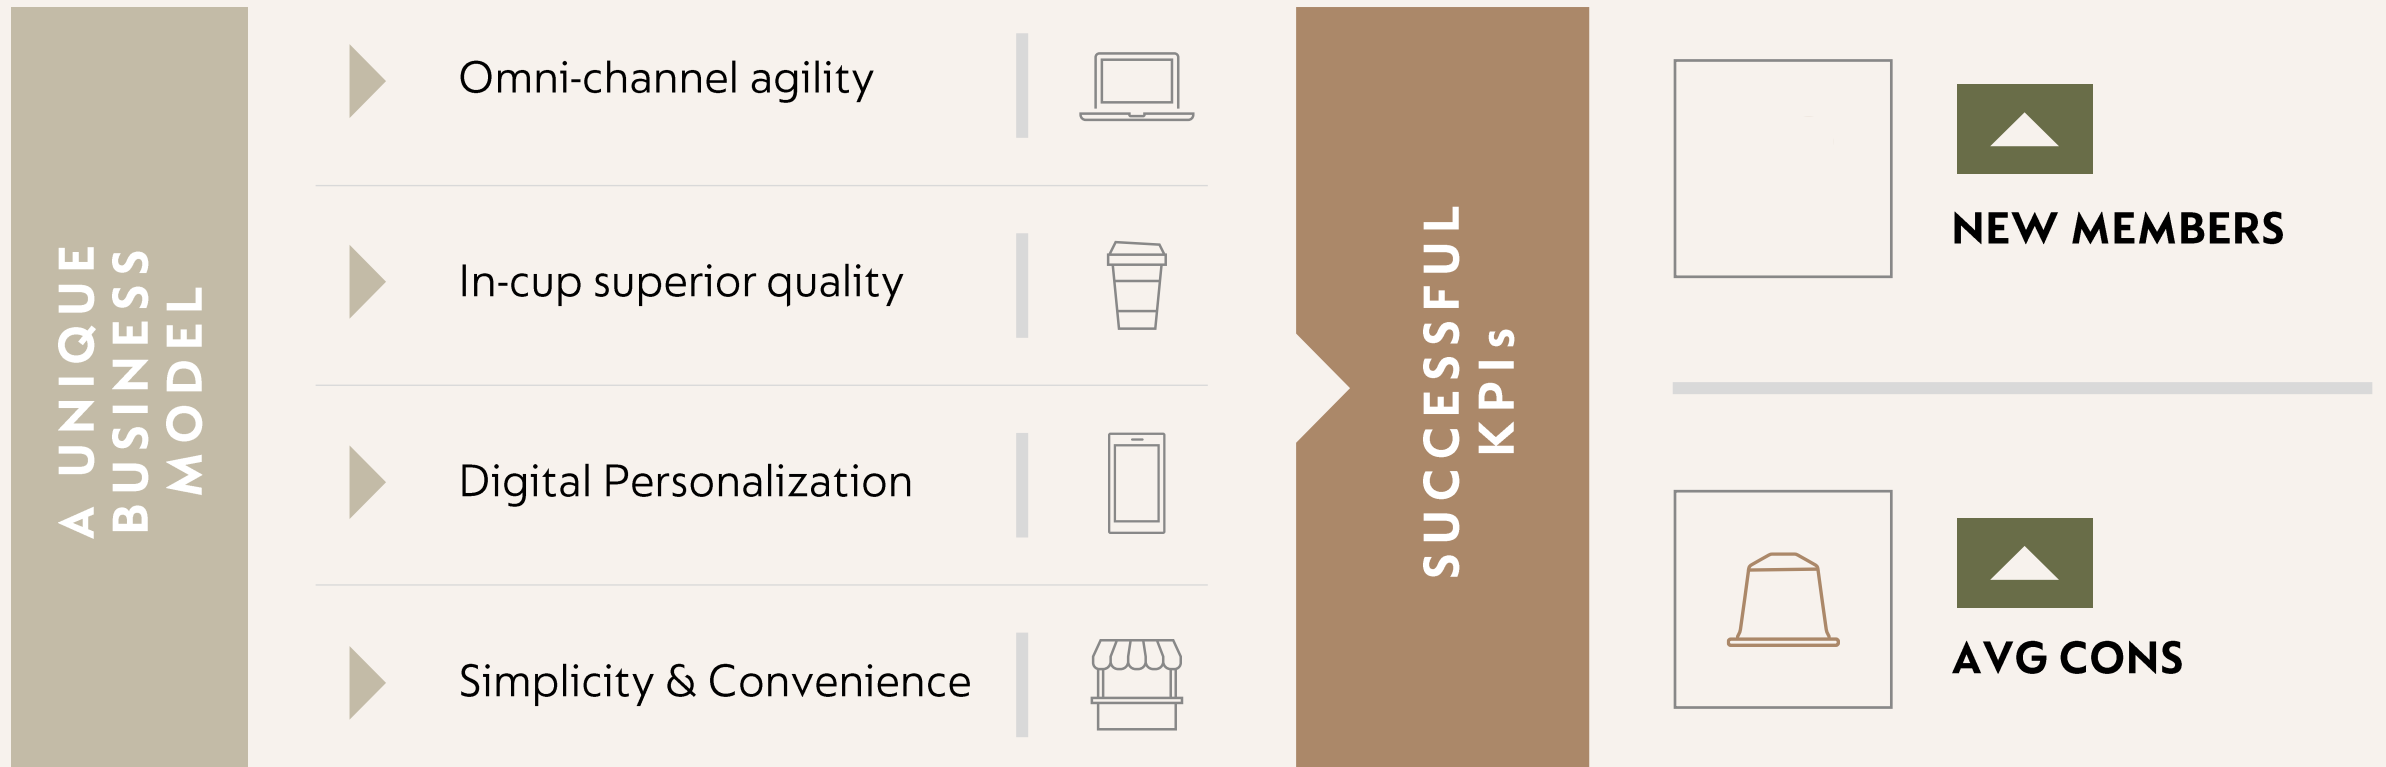 A UNIQUE
BUSINESS
MODEL
Omni-channel agility
In-cup superior quality
Digital Personalization
Simplicity & Convenience
SUCCESSFUL
KPIs
NEW MEMBERS
AVG CONS